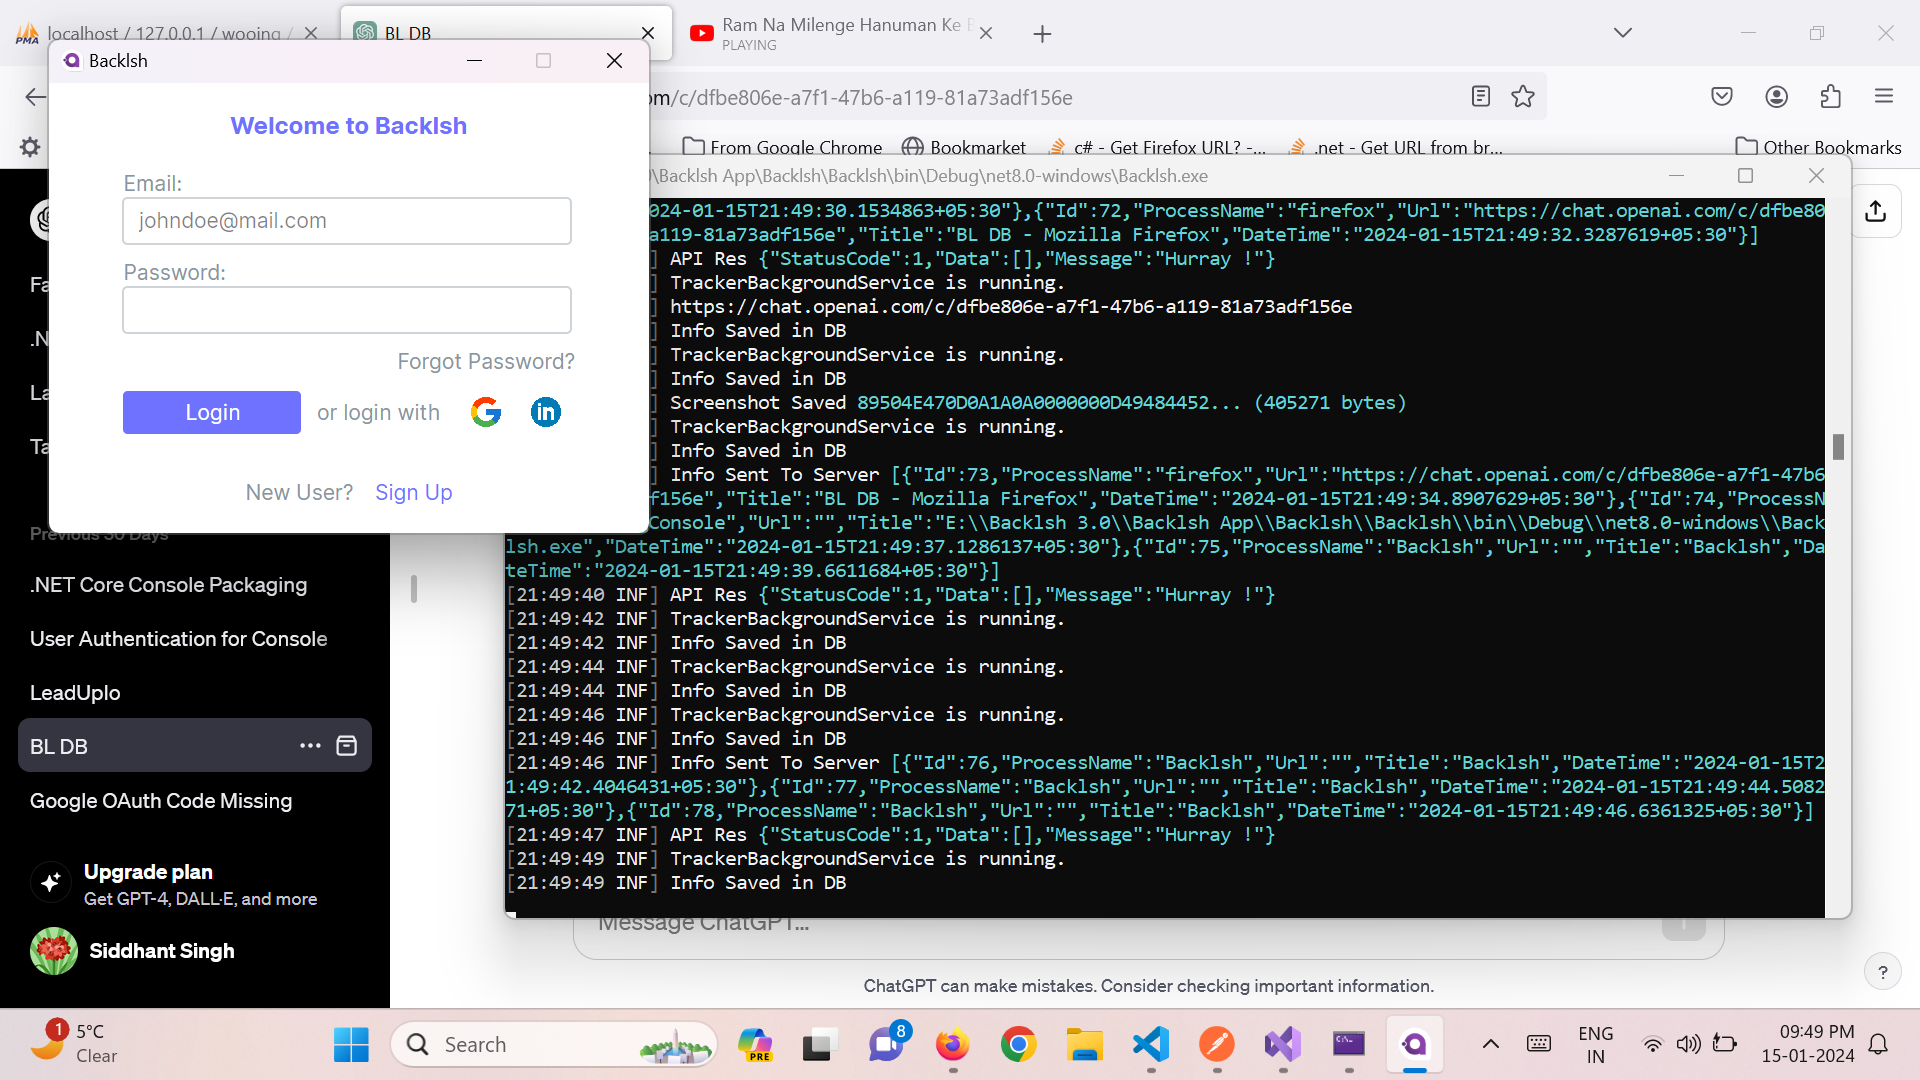 localhost / 127.0.0.1 / wooing /
BL DB
Ram Na Milenge Hanuman Ke B
PLAYING
Backlsh
om/c/dfbe806e-a7f1-47b6-a119-81a73adf156e
From Google Chrome
Bookmarket
c# - Get Firefox URL? -...
.net - Get URL from br...
Other Bookmarks
Welcome to Backlsh
Email:
johndoe@mail.com
Password:
Forgot Password?
Login
or login with
New User? Sign Up
Fa
.N
La
Ta
Previous 30 Days
.NET Core Console Packaging
User Authentication for Console
LeadUplo
BL DB
Google OAuth Code Missing
Upgrade plan
Get GPT-4, DALL·E, and more
Siddhant Singh
\Backlsh App\Backlsh\Backlsh\bin\Debug\net8.0-windows\Backlsh.exe
024-01-15T21:49:30.1534863+05:30"},{"Id":72,"ProcessName":"firefox","Url":"https://chat.openai.com/c/dfbe80
a119-81a73adf156e","Title":"BL DB - Mozilla Firefox","DateTime":"2024-01-15T21:49:32.3287619+05:30"}]
] API Res {"StatusCode":1,"Data":[],"Message":"Hurray !"}
] TrackerBackgroundService is running.
] https://chat.openai.com/c/dfbe806e-a7f1-47b6-a119-81a73adf156e
] Info Saved in DB
] TrackerBackgroundService is running.
] Info Saved in DB
] Screenshot Saved 89504E470D0A1A0A0000000D49484452... (405271 bytes)
] TrackerBackgroundService is running.
] Info Saved in DB
] Info Sent To Server [{"Id":73,"ProcessName":"firefox","Url":"https://chat.openai.com/c/dfbe806e-a7f1-47b6
f156e","Title":"BL DB - Mozilla Firefox","DateTime":"2024-01-15T21:49:34.8907629+05:30"},{"Id":74,"ProcessN
Console","Url":"","Title":"E:\\Backlsh 3.0\\Backlsh App\\Backlsh\\Backlsh\\bin\\Debug\\net8.0-windows\\Back
lsh.exe","DateTime":"2024-01-15T21:49:37.1286137+05:30"},{"Id":75,"ProcessName":"Backlsh","Url":"","Title":"Backlsh","Da
teTime":"2024-01-15T21:49:39.6611684+05:30"}]
[21:49:40 INF] API Res {"StatusCode":1,"Data":[],"Message":"Hurray !"}
[21:49:42 INF] TrackerBackgroundService is running.
[21:49:42 INF] Info Saved in DB
[21:49:44 INF] TrackerBackgroundService is running.
[21:49:44 INF] Info Saved in DB
[21:49:46 INF] TrackerBackgroundService is running.
[21:49:46 INF] Info Saved in DB
[21:49:46 INF] Info Sent To Server [{"Id":76,"ProcessName":"Backlsh","Url":"","Title":"Backlsh","DateTime":"2024-01-15T2
1:49:42.4046431+05:30"},{"Id":77,"ProcessName":"Backlsh","Url":"","Title":"Backlsh","DateTime":"2024-01-15T21:49:44.5082
71+05:30"},{"Id":78,"ProcessName":"Backlsh","Url":"","Title":"Backlsh","DateTime":"2024-01-15T21:49:46.6361325+05:30"}]
[21:49:47 INF] API Res {"StatusCode":1,"Data":[],"Message":"Hurray !"}
[21:49:49 INF] TrackerBackgroundService is running.
[21:49:49 INF] Info Saved in DB
Message ChatGPT...
ChatGPT can make mistakes. Consider checking important information.
?
1
5°C
Clear
Search
PRE
8
ENG
IN
09:49 PM
15-01-2024